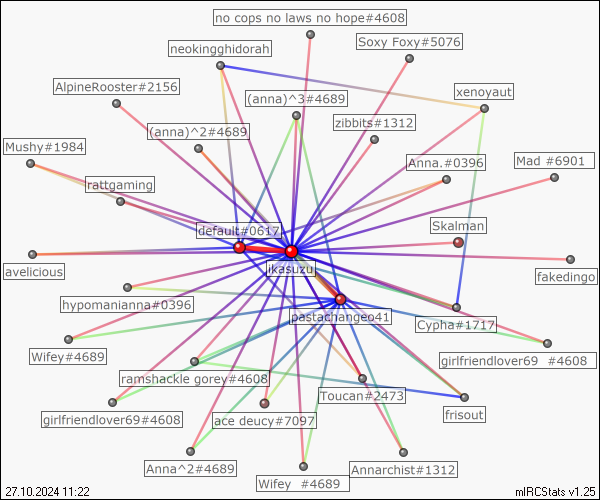 no cops no laws no hope#4608
Soxy Foxy#5076
neokingghidorah
AlpineRooster#2156
xenoyaut
(anna)^3#4689
zibbits#1312
(anna)^2#4689
Mushy#1984
Anna.#0396
Mad #6901
rattgaming
Skalman
default#0617
avelicious
ikasuzu
fakedingo
hypomanianna#0396
pastachangeo41
Cypha#1717
Wifey#4689
girlfriendlover69 #4608
ramshackle gorey#4608
Toucan#2473
girlfriendlover69#4608
ace deucy#7097
frisout
Anna^2#4689
Annarchist#1312
Wifey #4689
27.10.2024 11:22
mIRCStats v1.25